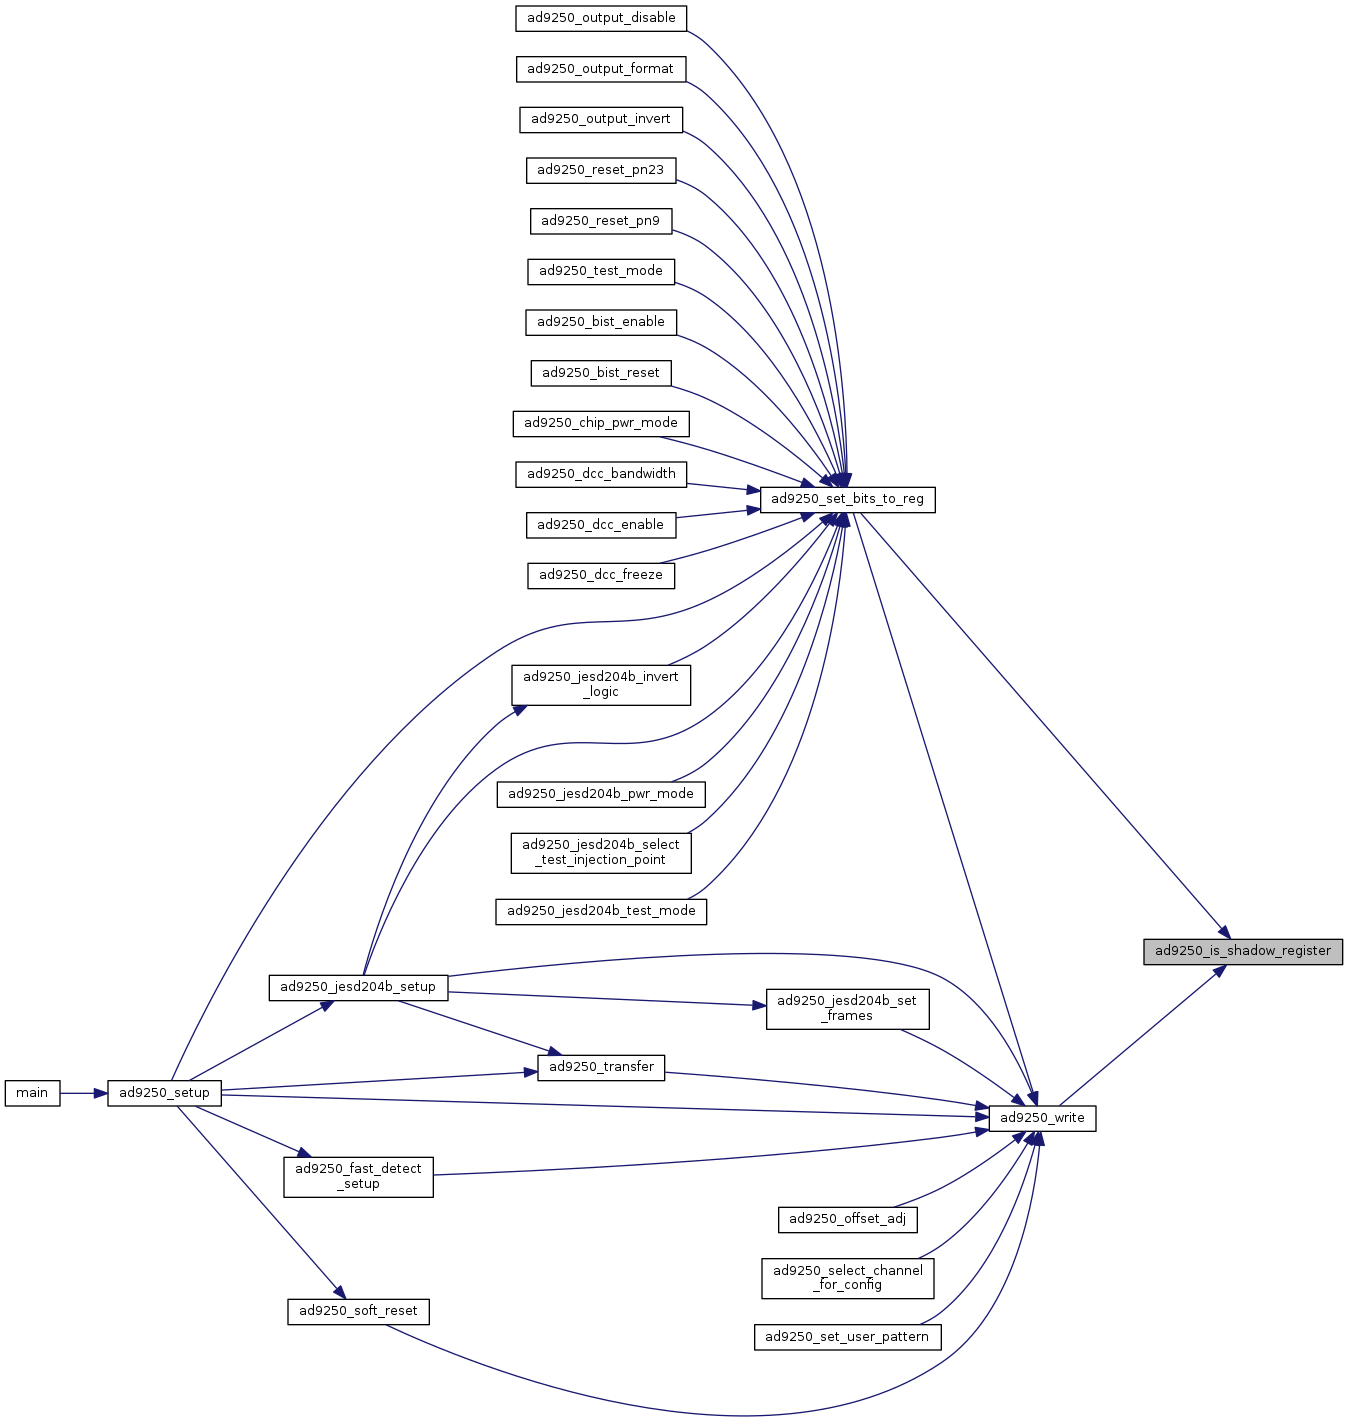 ad9250_output_disable
ad9250_output_format
ad9250_output_invert
ad9250_reset_pn23
ad9250_reset_pn9
ad9250_test_mode
ad9250_bist_enable
ad9250_bist_reset
ad9250_chip_pwr_mode
ad9250_dcc_bandwidth
ad9250_set_bits_to_reg
ad9250_dcc_enable
ad9250_dcc_freeze
ad9250_jesd204b_invert
_logic
ad9250_jesd204b_pwr_mode
ad9250_jesd204b_select
_test_injection_point
ad9250_jesd204b_test_mode
ad9250_is_shadow_register
ad9250_jesd204b_setup
ad9250_jesd204b_set
_frames
ad9250_transfer
main
ad9250_setup
ad9250_write
ad9250_fast_detect
_setup
ad9250_offset_adj
ad9250_select_channel
_for_config
ad9250_soft_reset
ad9250_set_user_pattern